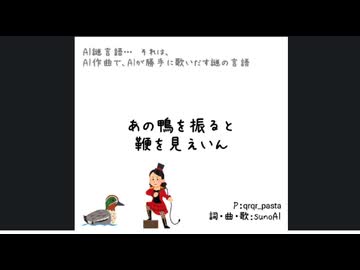 AI謎言語… それは、
AI作曲で、AIが勝手に歌いだす謎の言語
あの鴨を振ると
鞭を見えいん
P:qrqr_pasta
詞・曲・歌:sunoAI